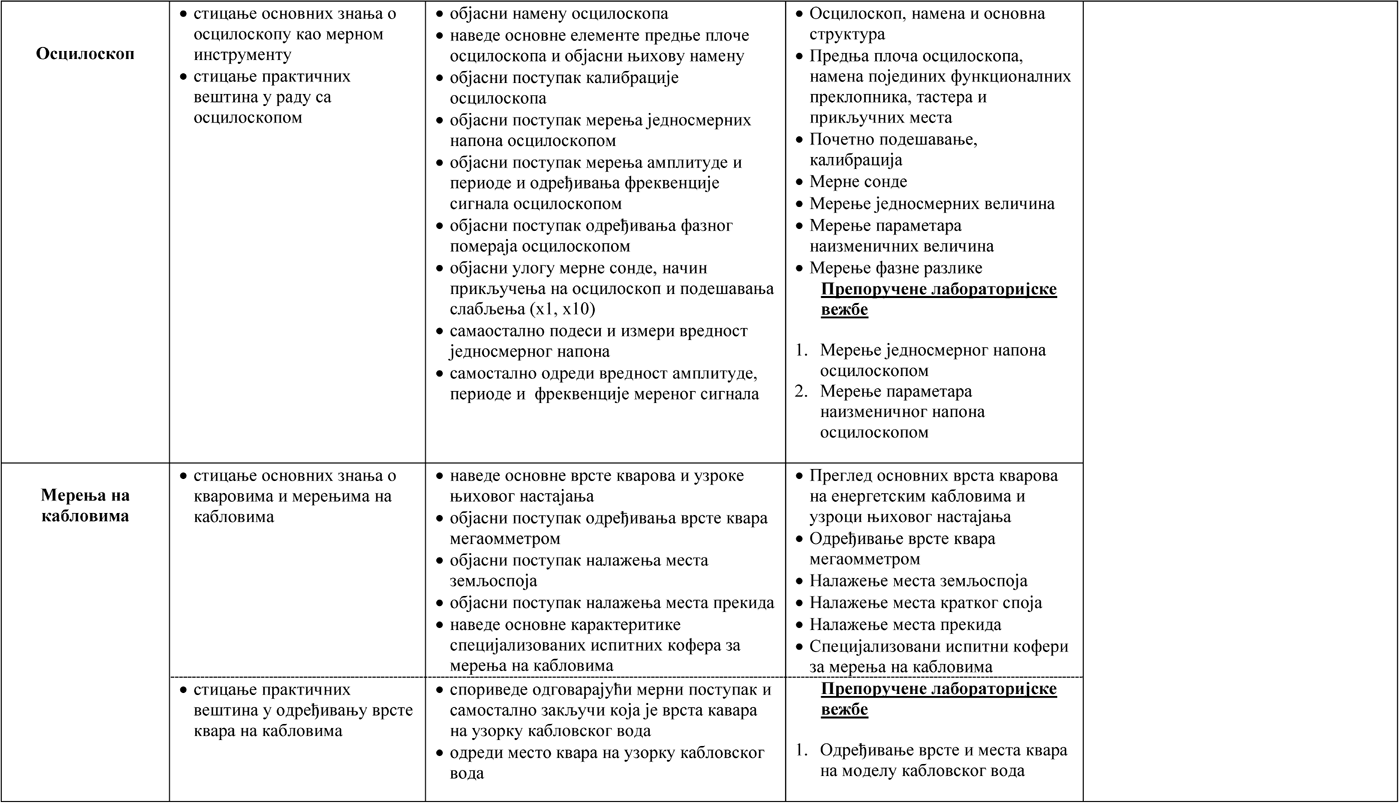 Осцилоскоп
• стицање основних знања о
осцилоскопу као мерном
инструменту
• стицање практичних
вештина у раду са
осцилоскопом
• објасни намену осцилоскопа
• наведе основне елементе предње плоче
осцилоскопа и објасни њихову намену
• објасни поступак калибрације
осцилоскопа
• објасни поступак мерења једносмерних
напона осцилоскопом
• објасни поступак мерења амплитуде и
периоде и одређивања фреквенције
сигнала осцилоскопом
• објасни поступак одређивања фазног
помераја осцилоскопом
• објасни улогу мерне сонде, начин
прикључења на осцилоскоп и подешавања
слабљења (x1, x10)
• самаостално подеси и измери вредност
једносмерног напона
• самостално одреди вредност амплитуде,
периоде и фреквенције мереног сигнала
• Осцилоскоп, намена и основна
структура
• Предња плоча осцилоскопа,
намена појединих функционалних
преклопника, тастера и
прикључних места
• Почетно подешавање,
калибрација
• Мерне сонде
• Мерење једносмерних величина
• Мерење параметара
наизменичних величина
• Мерење фазне разлике
Препоручене лабораторијске
вежбе
1. Мерење једносмерног напона
осцилоскопом
2. Мерење параметара
наизменичног напона
осцилоскопом
Мерења на
кабловима
• стицање основних знања о
кваровима и мерењима на
кабловима
• наведе основне врсте кварова и узроке
њиховог настајања
• објасни поступак одређивања врсте квара
мегаомметром
• објасни поступак налажења места
земљоспоја
• објасни поступак налажења места прекида
• наведе основне карактеритике
специјализованих испитних кофера за
мерења на кабловима
• Преглед основних врста кварова
на енергетским кабловима и
узроци њиховог настајања
• Одређивање врсте квара
мегаомметром
• Налажење места земљоспоја
• Налажење места кратког споја
• Налажење места прекида
• Специјализовани испитни кофери
за мерења на кабловима
• стицање практичних
вештина у одређивању врсте
квара на кабловима
• спориведе одговарајући мерни поступак и
самостално закључи која је врста кавара
на узорку кабловског вода
• одреди место квара на узорку кабловског
вода
Препоручене лабораторијске
вежбе
1. Одређивање врсте и места квара
на моделу кабловског вода